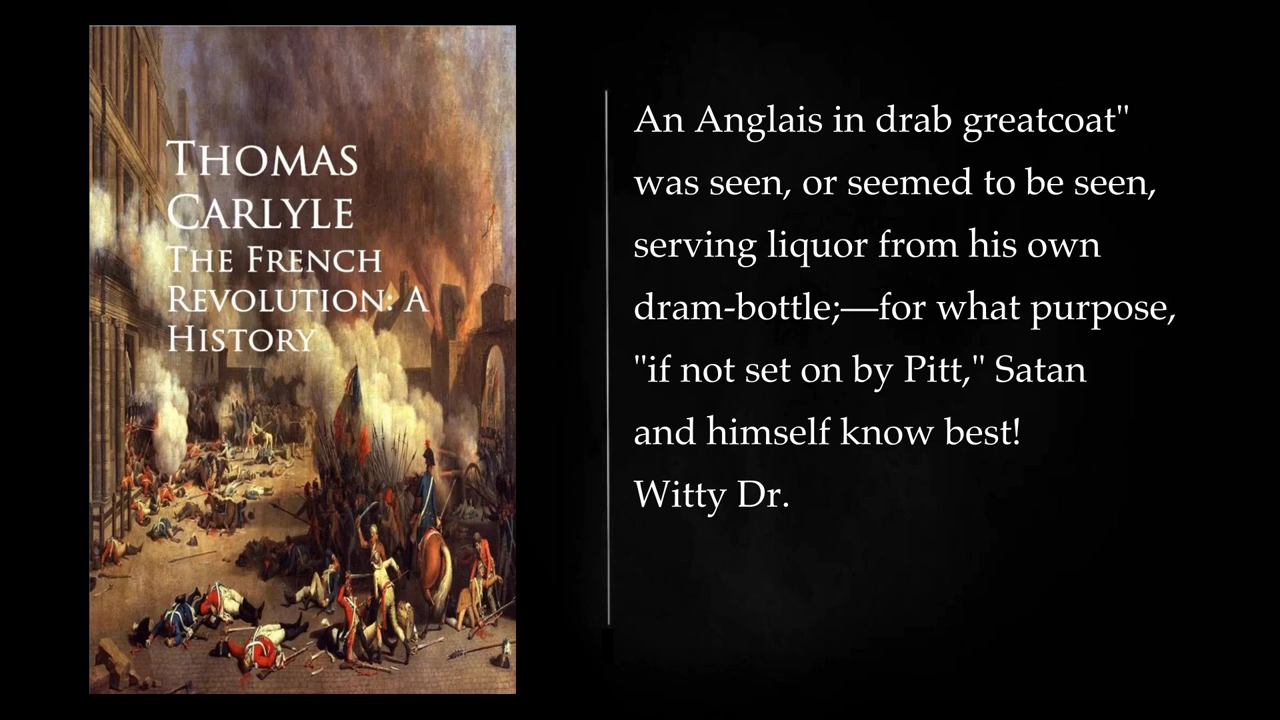 THOMAS
CARLYLE
THE FRENCH
REVOLUTION: A
HISTORY
An Anglais in drab greatcoat"
was seen, or seemed to be seen,
serving liquor from his own
dram-bottle;—for what purpose,
"if not set on by Pitt," Satan
and himself know best!
Witty Dr.